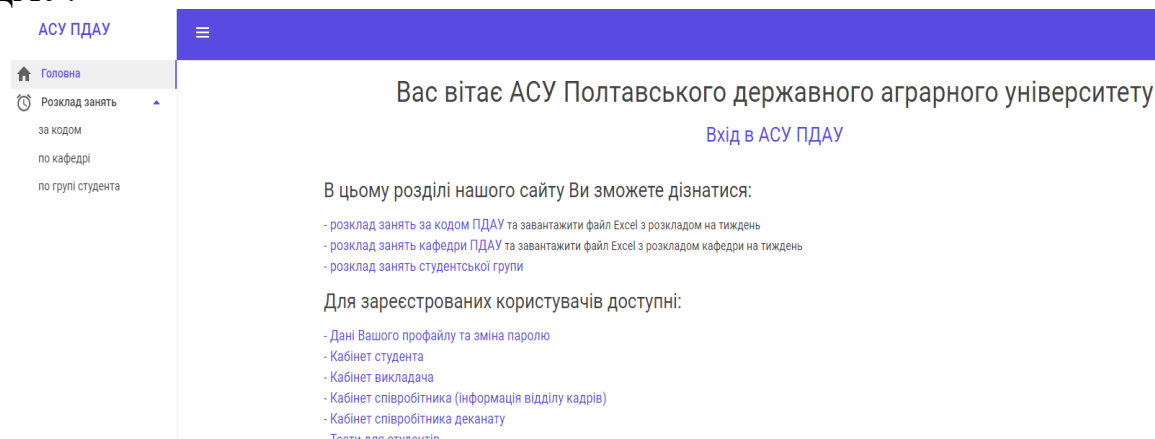 АСУ ПДАУ
Головна
Розклад занять
за кодом
по кафедрі
по групі студента
Вас вітає АСУ Полтавського державного аграрного університету
Вхід в АСУ ПДАУ
В цьому розділі нашого сайту Ви зможете дізнатися:
- розклад занять за кодом ПДАУ та завантажити файл Excel з розкладом на тиждень
- розклад занять кафедри ПДАУ та завантажити файл Excel з розкладом кафедри на тиждень
- розклад занять студентської групи
Для зареєстрованих користувачів доступні:
- Дані Вашого профайлу та зміна паролю
- Кабінет студента
- Кабінет викладача
- Кабінет співробітника (інформація відділу кадрів)
- Кабінет співробітника деканату
- Тести для студентів